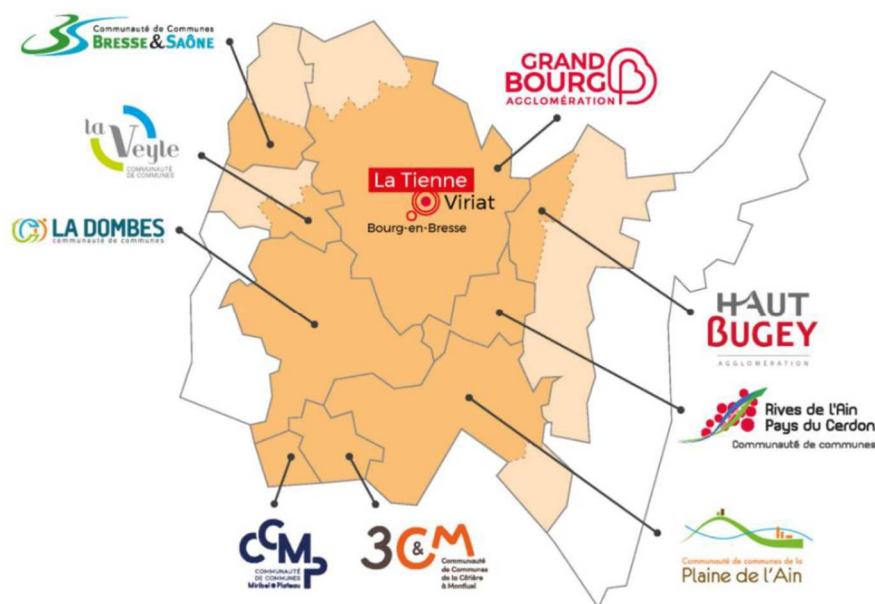 Communauté de Communes
BRESSE & SAÔNE
GRAND
BOURG
AGGLOMÉRATION
la
Veyle
COMMUNAUTÉ
DE COMMUNES
La Tienne
Viriat
Bourg-en-Bresse
LA DOMBES
communauté de communes
HAUT
BUGEY
AGGLOMÉRATION
Rives de l'Ain
Pays du Cerdon
Communauté de communes
CCMP
COMMUNAUTÉ
DE COMMUNES
Miribel & Plateau
3C&M
Communauté
de Communes
de la Côtière
à Montluel
Communauté de communes de la
Plaine de l'Ain